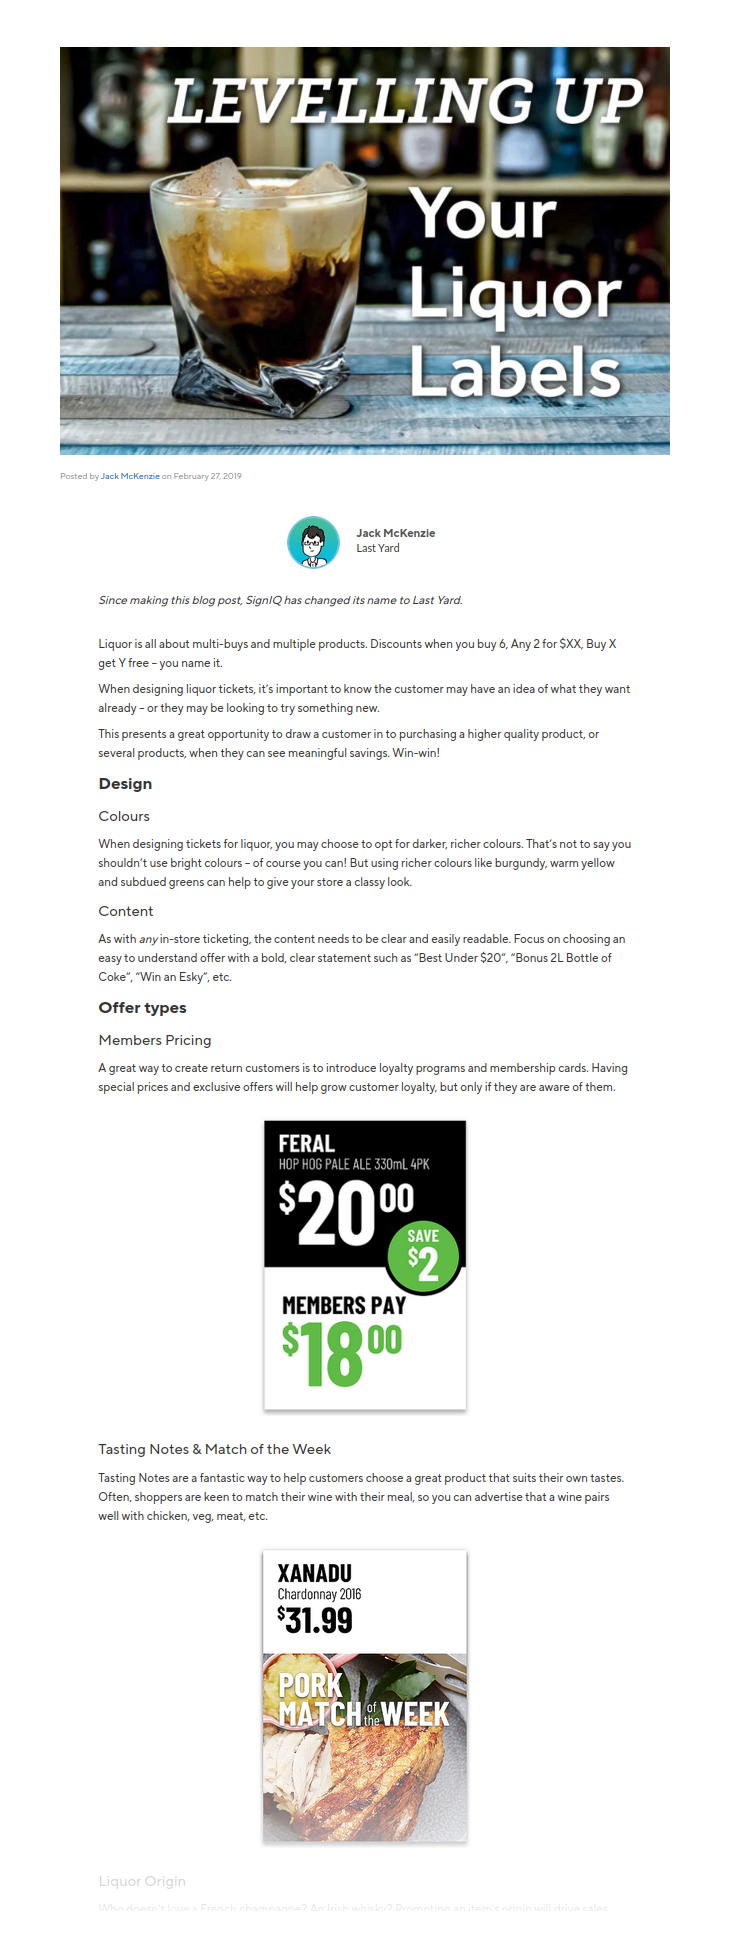 LEVELLING UP
Your
Liquor
Labels
Posted by Jack McKenzie on February 27, 2019
Jack McKenzie
Last Yard
Since making this blog post, SignIQ has changed its name to Last Yard.
Liquor is all about multi-buys and multiple products. Discounts when you buy 6, Any 2 for $XX, Buy X
get Y free – you name it.
When designing liquor tickets, it's important to know the customer may have an idea of what they want
already – or they may be looking to try something new.
This presents a great opportunity to draw a customer in to purchasing a higher quality product, or
several products, when they can see meaningful savings. Win-win!
Design
Colours
When designing tickets for liquor, you may choose to opt for darker, richer colours. That's not to say you
shouldn't use bright colours – of course you can! But using richer colours like burgundy, warm yellow
and subdued greens can help to give your store a classy look.
Content
As with any in-store ticketing, the content needs to be clear and easily readable. Focus on choosing an
easy to understand offer with a bold, clear statement such as “Best Under $20”, “Bonus 2L Bottle of
Coke”, “Win an Esky”, etc.
Offer types
Members Pricing
A great way to create return customers is to introduce loyalty programs and membership cards. Having
special prices and exclusive offers will help grow customer loyalty, but only if they are aware of them.
FERAL
HOP HOG PALE ALE 330mL 4PK
$20 00
SAVE
$2
MEMBERS PAY
$18 00
Tasting Notes & Match of the Week
Tasting Notes are a fantastic way to help customers choose a great product that suits their own tastes.
Often, shoppers are keen to match their wine with their meal, so you can advertise that a wine pairs
well with chicken, veg, meat, etc.
XANADU
Chardonnay 2016
$31.99
PORK
MATCH of the WEEK
Liquor Origin
Who doesn't love a French champagne? An Irish whisky? Promoting an item's origin will drive sales